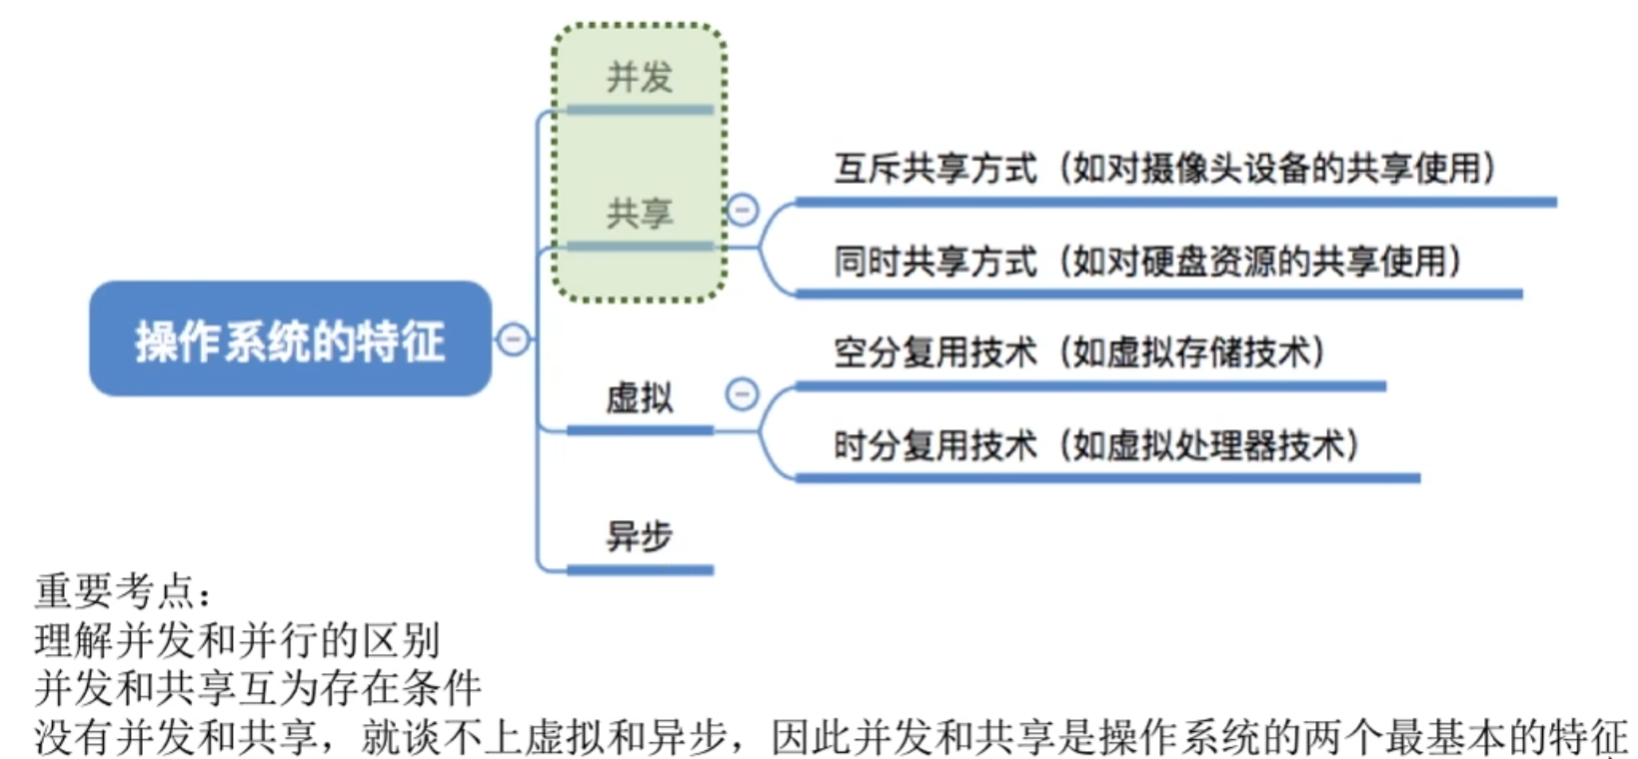 并发
共享
互斥共享方式（如对摄像头设备的共享使用）
同时共享方式（如对硬盘资源的共享使用）
操作系统的特征
虚拟
空分复用技术（如虚拟存储技术）
时分复用技术（如虚拟处理器技术）
异步
重要考点：
理解并发和并行的区别
并发和共享互为存在条件
没有并发和共享，就谈不上虚拟和异步，因此并发和共享是操作系统的两个最基本的特征